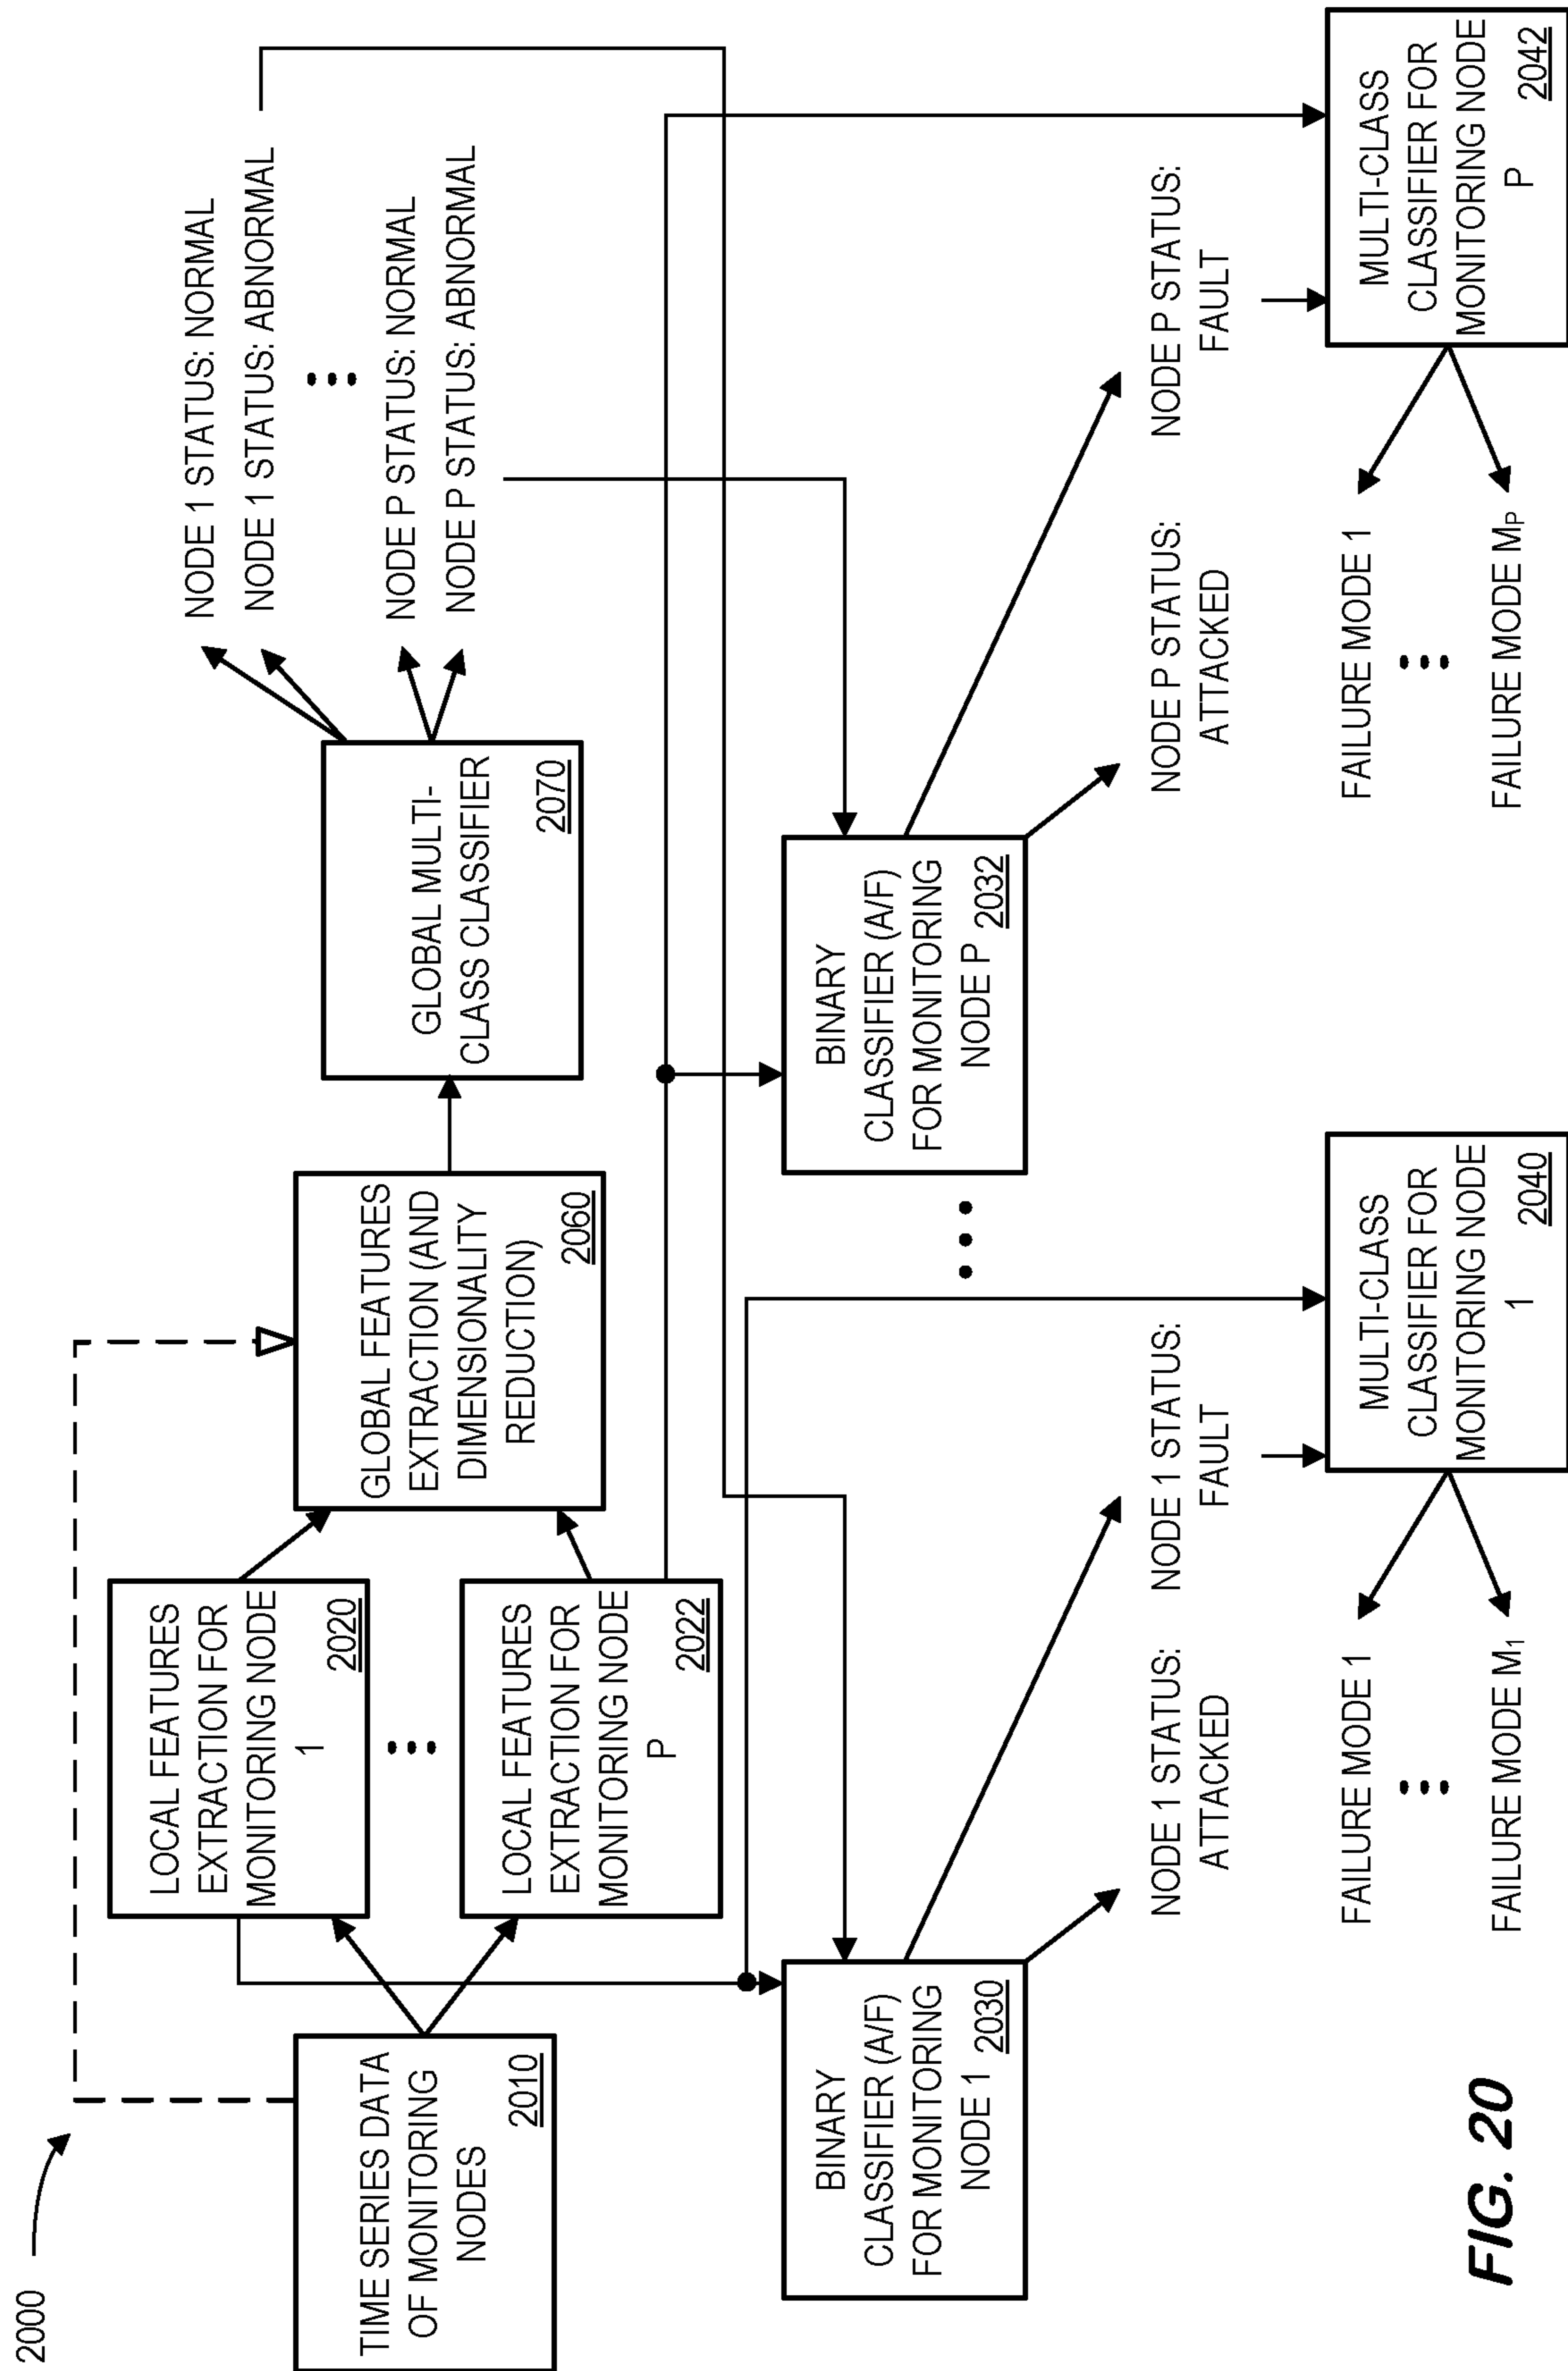 2000
TIME SERIES DATA
OF MONITORING
NODES
2010
LOCAL FEATURES
EXTRACTION FOR
MONITORING NODE
1
2020
LOCAL FEATURES
EXTRACTION FOR
MONITORING NODE
P
2022
GLOBAL FEATURES
EXTRACTION (AND
DIMENSIONALITY
REDUCTION)
2060
GLOBAL MULTI-
CLASS CLASSIFIER
2070
NODE 1 STATUS: NORMAL
NODE 1 STATUS: ABNORMAL
NODE P STATUS: NORMAL
NODE P STATUS: ABNORMAL
BINARY
CLASSIFIER (A/F)
FOR MONITORING
NODE 1
2030
BINARY
CLASSIFIER (A/F)
FOR MONITORING
NODE P
2032
NODE 1 STATUS:
ATTACKED
NODE 1 STATUS:
FAULT
NODE P STATUS:
ATTACKED
NODE P STATUS:
FAULT
FAILURE MODE 1
FAILURE MODE M₁
MULTI-CLASS
CLASSIFIER FOR
MONITORING NODE
1
2040
FAILURE MODE 1
FAILURE MODE Mₚ
MULTI-CLASS
CLASSIFIER FOR
MONITORING NODE
P
2042
FIG. 20